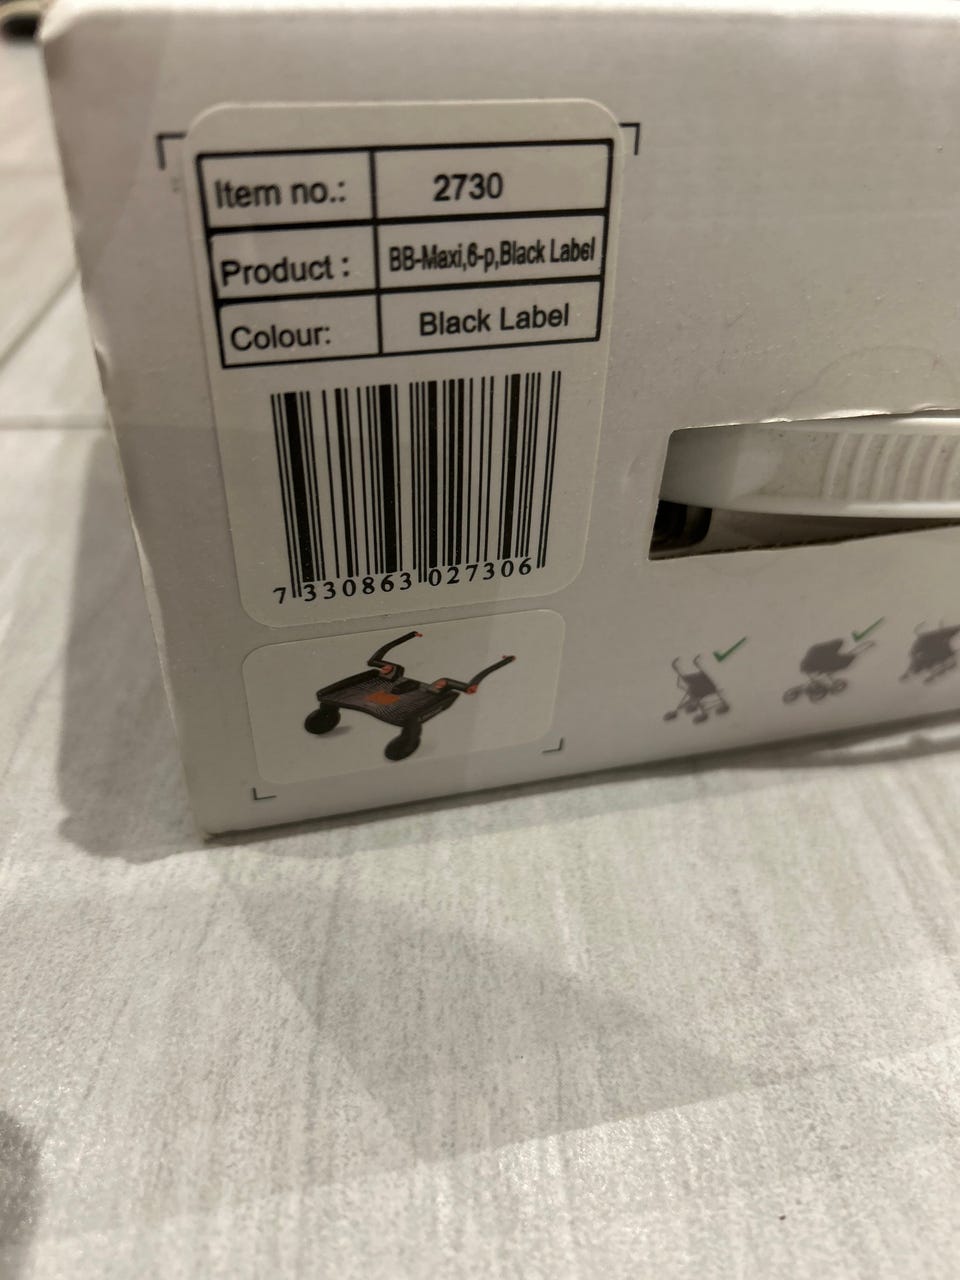 Item no.: 2730
Product : BB-Maxi,6-p,Black Label
Colour: Black Label
7 330863 027306